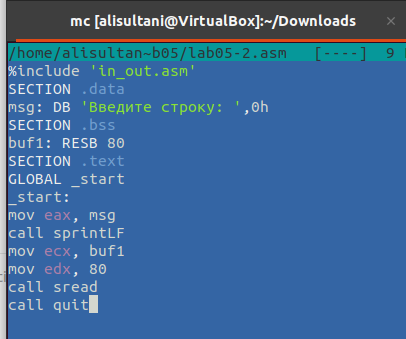 mc [alisultani@VirtualBox]:~/Downloads
/home/alisultan~b05/lab05-2.asm [----] 9
%include 'in_out.asm'
SECTION .data
msg: DB 'Введите строку: ',0h
SECTION .bss
buf1: RESB 80
SECTION .text
GLOBAL _start
_start:
mov eax, msg
call sprintLF
mov ecx, buf1
mov edx, 80
call sread
call quit